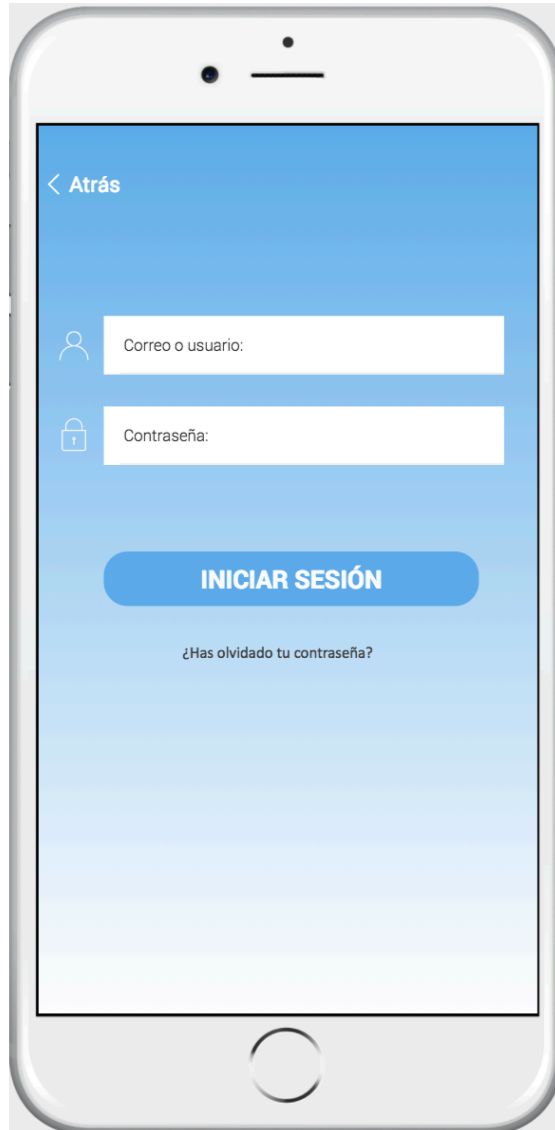 Atrás
Correo o usuario:
Contraseña:
INICIAR SESIÓN
¿Has olvidado tu contraseña?